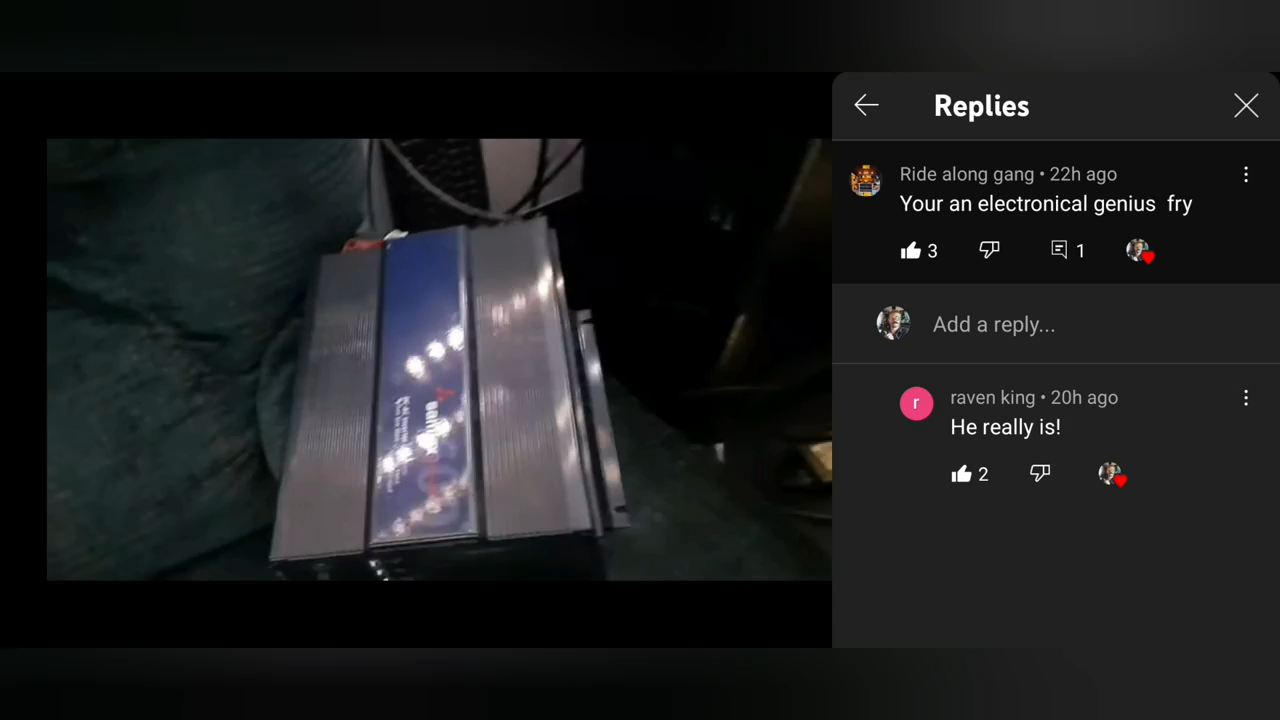 Replies
Ride along gang • 22h ago
Your an electronical genius  fry
3
1
Add a reply...
r
raven king • 20h ago
He really is!
2